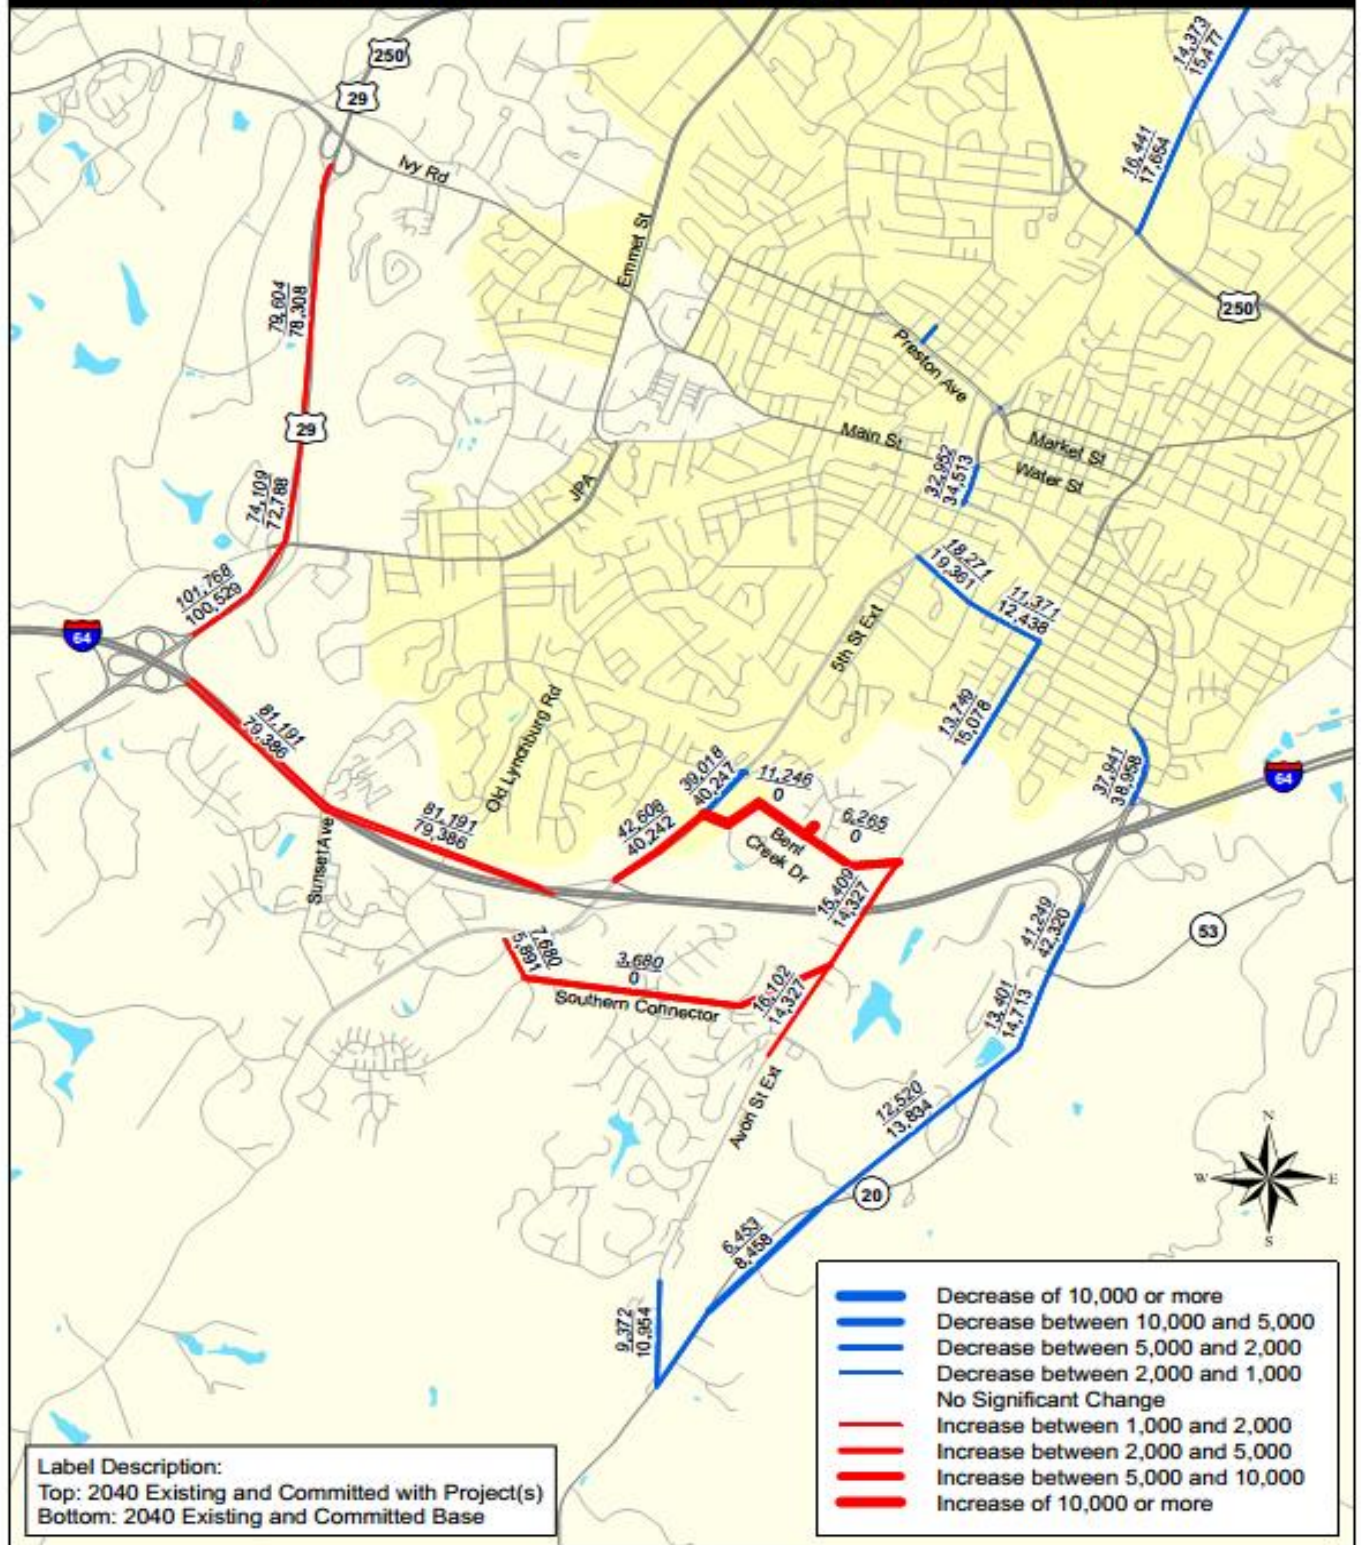 14,373
15,477
250
29
16,441
17,654
Ivy Rd
Emmet St
79,604
78,308
250
Preston Ave
29
Main St
Market St
Water St
32,952
34,513
74,109
72,788
JPA
18,271
19,361
11,371
12,438
101,768
100,529
64
5th St Ext
81,191
79,386
Old Lynchburg Rd
13,749
15,078
37,941
38,958
64
39,018
40,247
11,246
0
81,191
79,386
42,608
40,242
6,265
0
Bent
Creek Dr
Sunset Ave
15,409
14,327
41,249
42,320
53
7,680
5,891
3,680
0
Southern Connector
16,102
14,327
13,401
14,713
Avon St Ext
12,520
13,834
N
W
E
S
20
6,453
8,458
9,372
10,954
Decrease of 10,000 or more
Decrease between 10,000 and 5,000
Decrease between 5,000 and 2,000
Decrease between 2,000 and 1,000
No Significant Change
Increase between 1,000 and 2,000
Increase between 2,000 and 5,000
Increase between 5,000 and 10,000
Increase of 10,000 or more
Label Description:
Top: 2040 Existing and Committed with Project(s)
Bottom: 2040 Existing and Committed Base